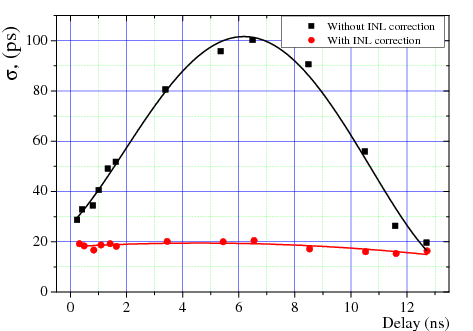 Without INL correction
With INL correction
σ, (ps)
100
80
60
40
20
0
0 2 4 6 8 10 12
Delay (ns)